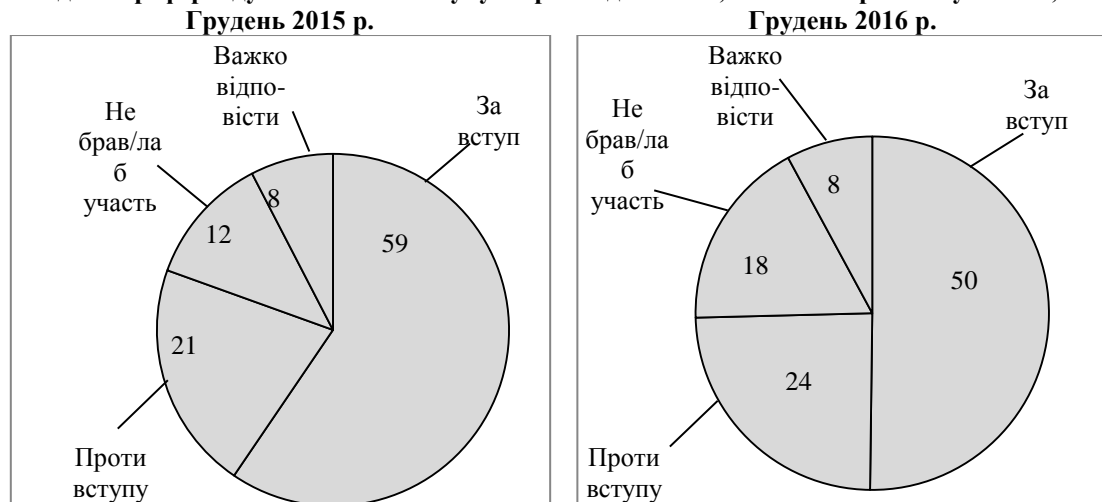 Грудень 2015 р.
Грудень 2016 р.
Важко
відпо-
вісти
За
вступ
Не
брав/ла
б
участь
8
12
59
21
Проти
вступу
Важко
відпо-
вісти
За
вступ
Не
брав/ла
б
участь
8
18
50
24
Проти
вступу